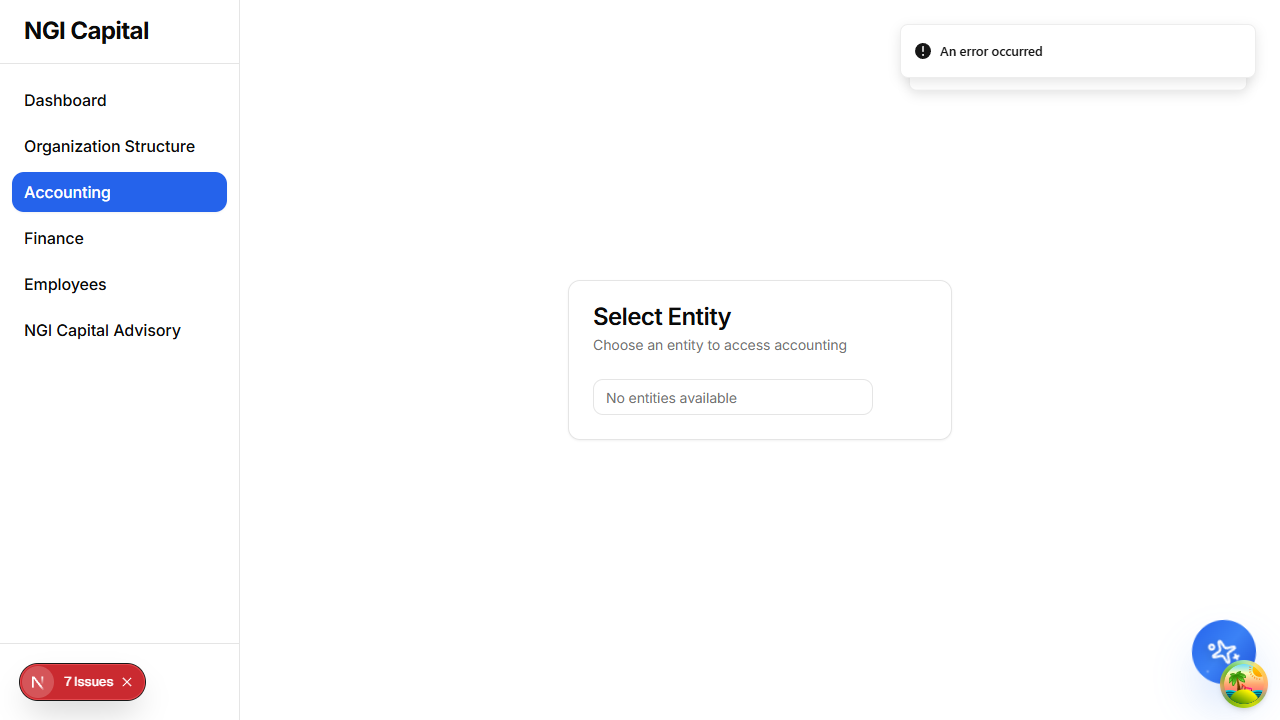 NGI Capital
Dashboard
Organization Structure
Accounting
Finance
Employees
NGI Capital Advisory
N
7 Issues
An error occurred
Select Entity
Choose an entity to access accounting
No entities available